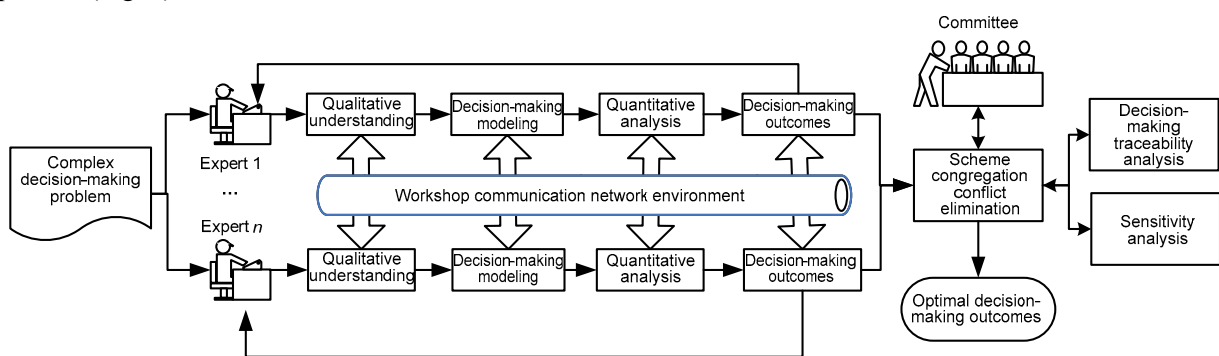 Committee
Qualitative
understanding
Decision-making
modeling
Quantitative
analysis
Decision-making
outcomes
Decision-
making
traceability
analysis
Complex
decision-making
problem
Expert 1
...
Expert n
Workshop communication network environment
Scheme
congregation
conflict
elimination
Sensitivity
analysis
Qualitative
understanding
Decision-making
modeling
Quantitative
analysis
Decision-making
outcomes
Optimal decision-
making outcomes